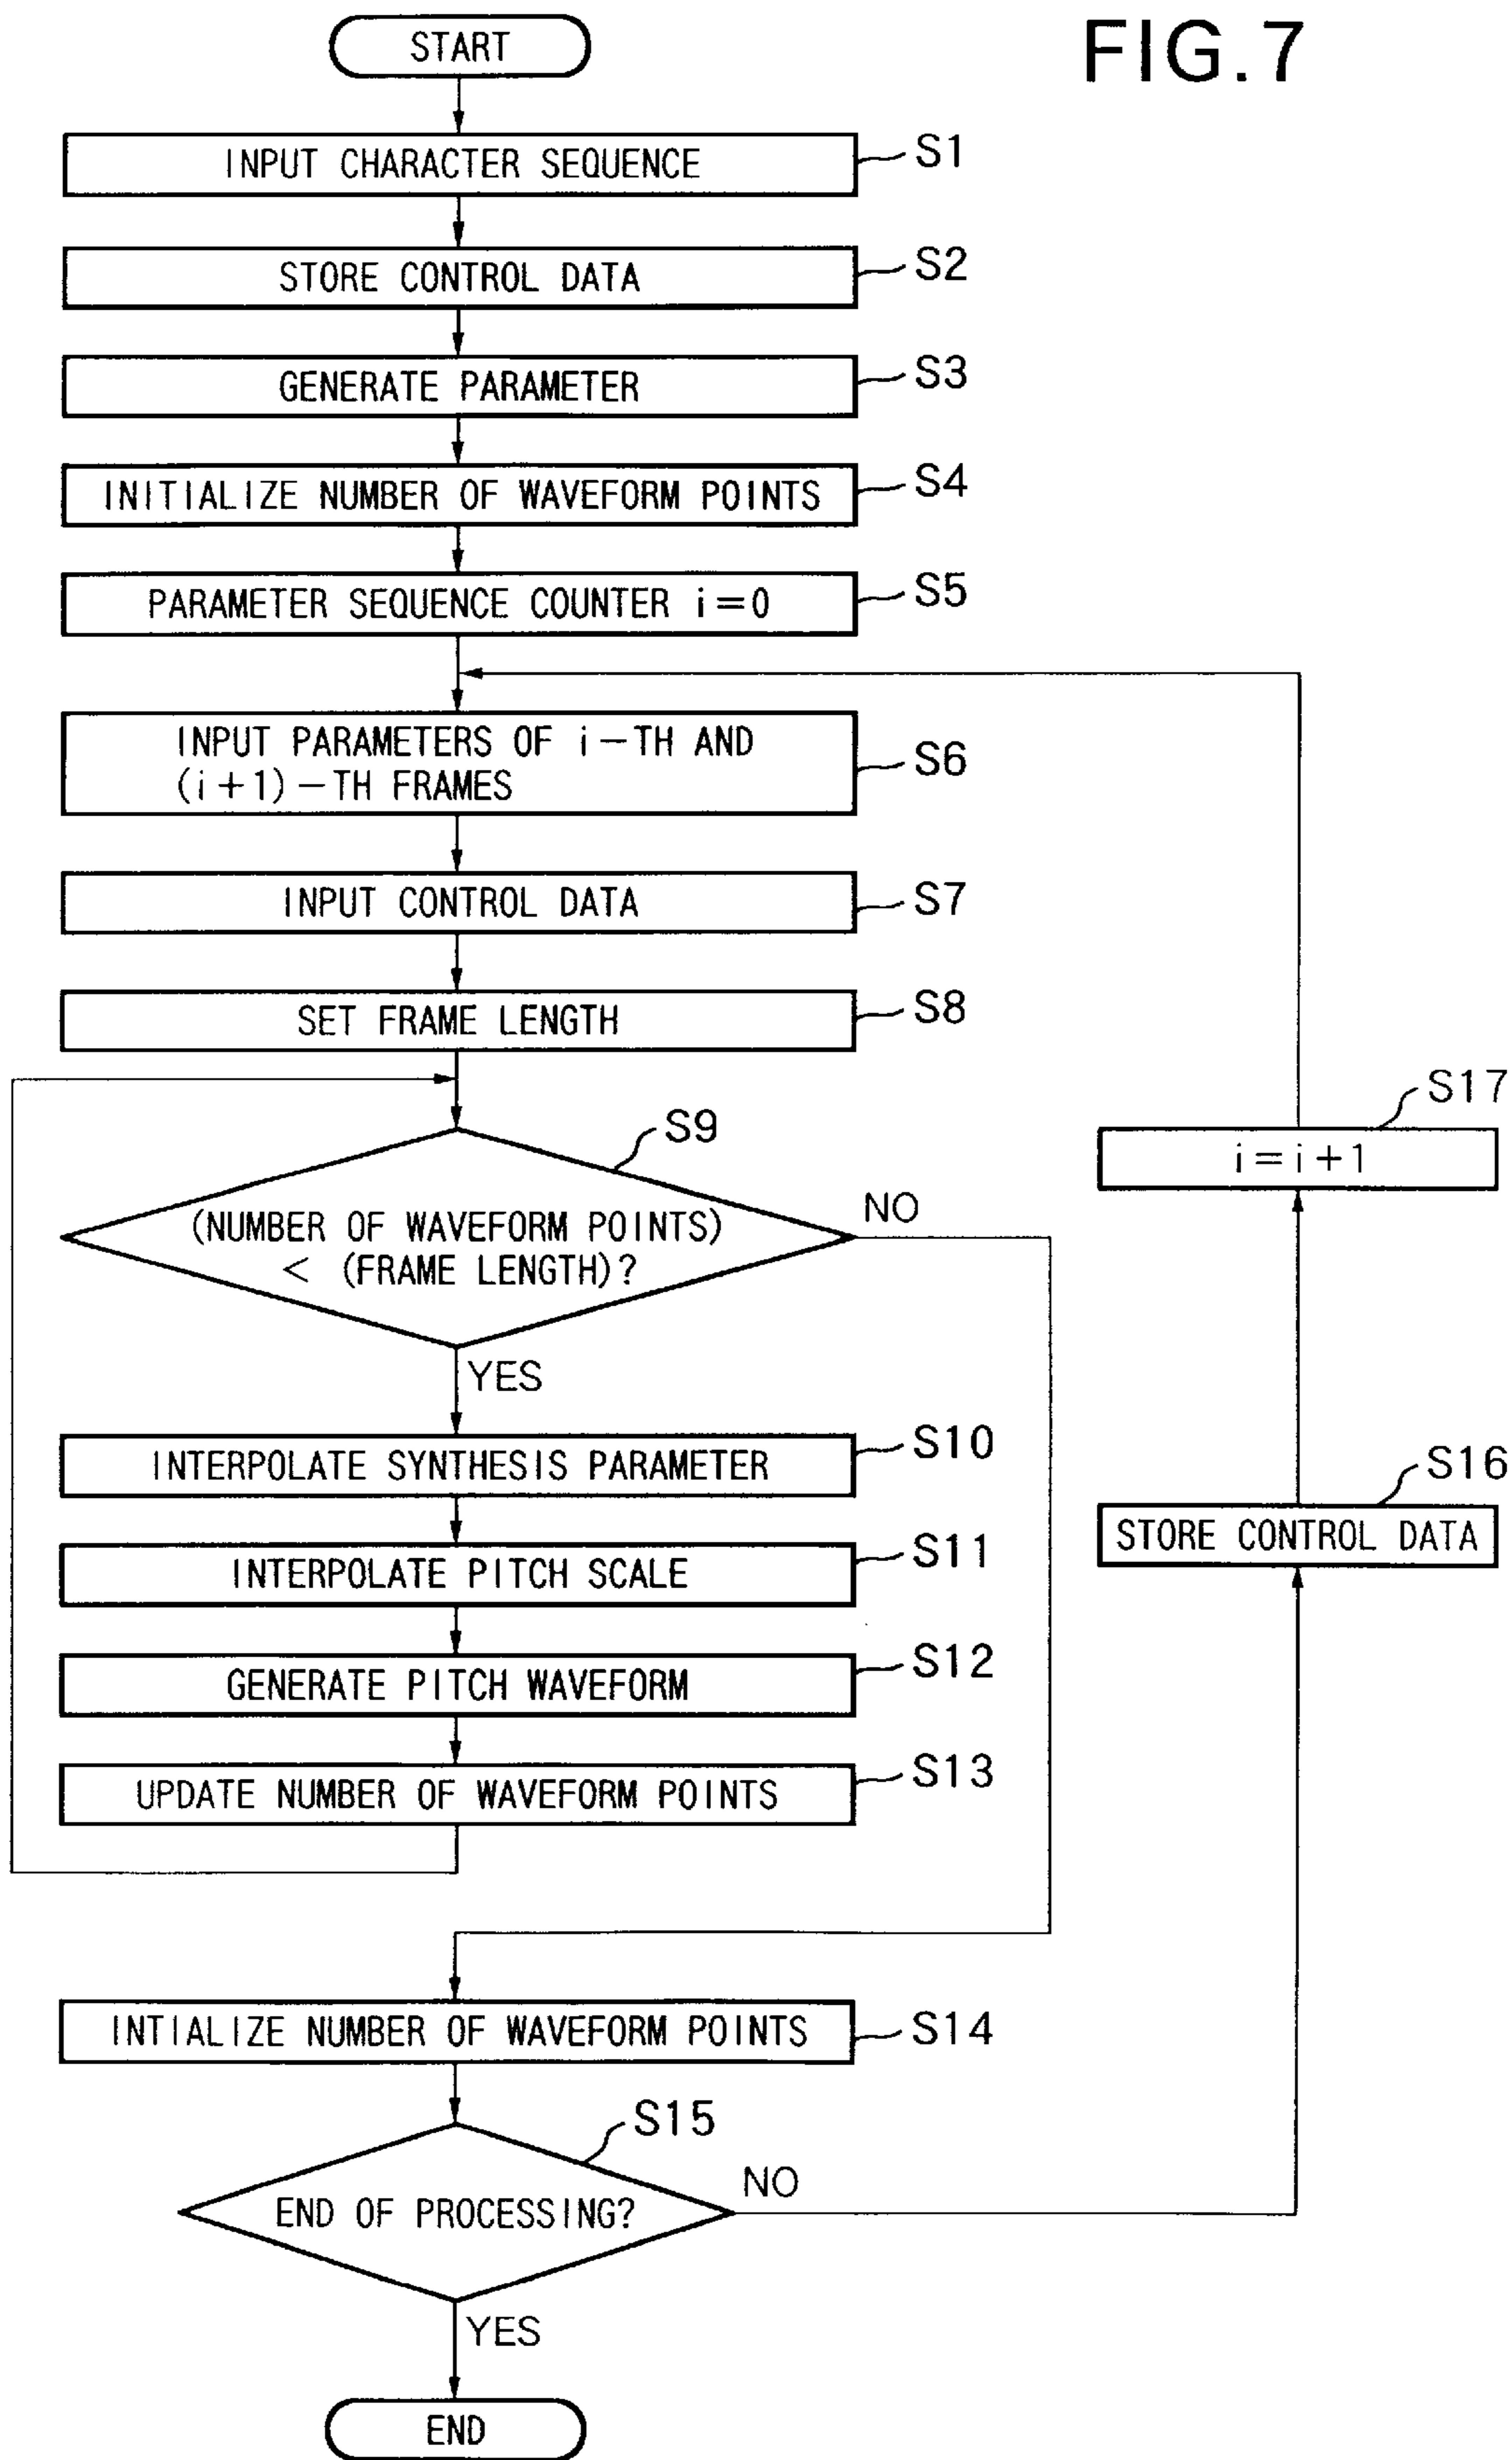 FIG.7
START
INPUT CHARACTER SEQUENCE
S1
STORE CONTROL DATA
S2
GENERATE PARAMETER
S3
INITIALIZE NUMBER OF WAVEFORM POINTS
S4
PARAMETER SEQUENCE COUNTER i=0
S5
INPUT PARAMETERS OF i-TH AND
(i+1)-TH FRAMES
S6
INPUT CONTROL DATA
S7
SET FRAME LENGTH
S8
S9
(NUMBER OF WAVEFORM POINTS)
< (FRAME LENGTH)?
NO
YES
INTERPOLATE SYNTHESIS PARAMETER
S10
INTERPOLATE PITCH SCALE
S11
GENERATE PITCH WAVEFORM
S12
UPDATE NUMBER OF WAVEFORM POINTS
S13
INTIALIZE NUMBER OF WAVEFORM POINTS
S14
S15
END OF PROCESSING?
NO
YES
END
S17
i=i+1
S16
STORE CONTROL DATA